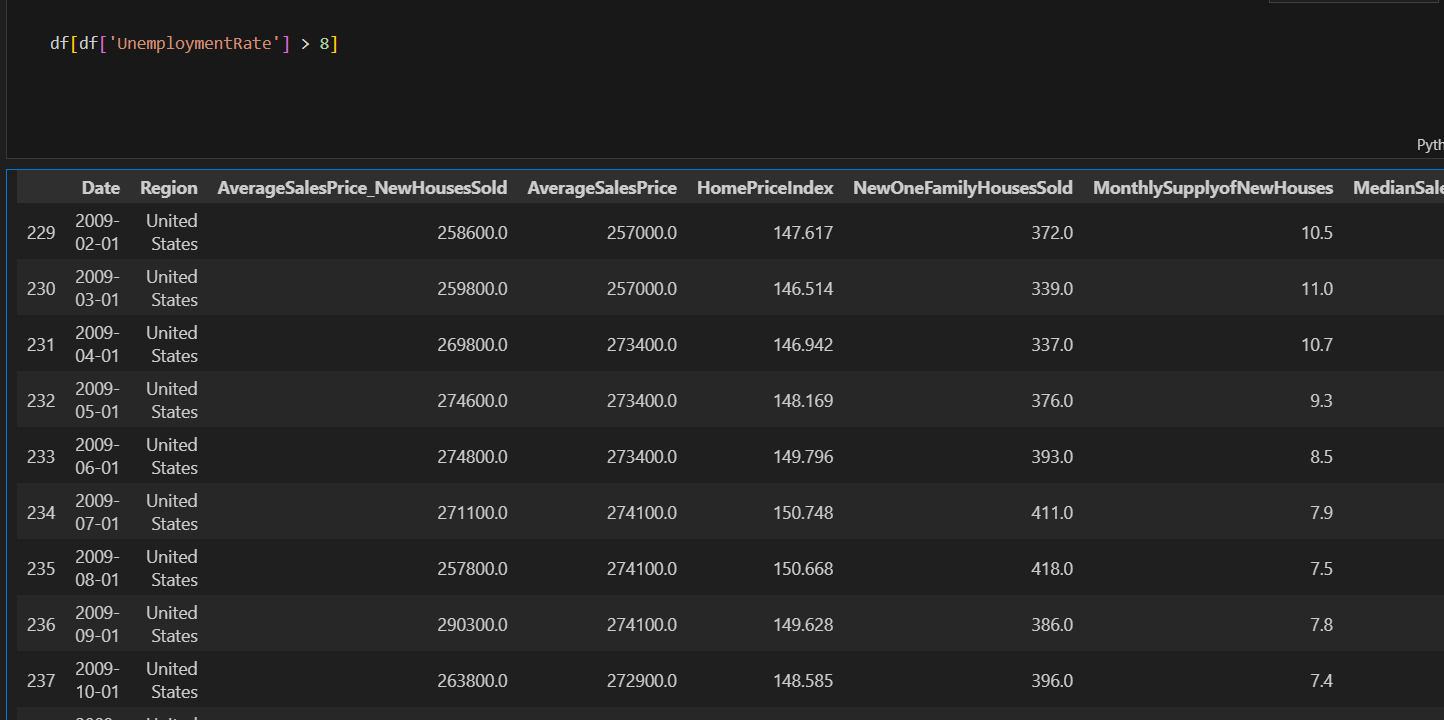 df[df['UnemploymentRate'] > 8]
Pyth
Date Region AverageSalesPrice_NewHousesSold AverageSalesPrice HomePriceIndex NewOneFamilyHousesSold MonthlySupplyofNewHouses MedianSale
229 2009-02-01 United States 258600.0 257000.0 147.617 372.0 10.5
230 2009-03-01 United States 259800.0 257000.0 146.514 339.0 11.0
231 2009-04-01 United States 269800.0 273400.0 146.942 337.0 10.7
232 2009-05-01 United States 274600.0 273400.0 148.169 376.0 9.3
233 2009-06-01 United States 274800.0 273400.0 149.796 393.0 8.5
234 2009-07-01 United States 271100.0 274100.0 150.748 411.0 7.9
235 2009-08-01 United States 257800.0 274100.0 150.668 418.0 7.5
236 2009-09-01 United States 290300.0 274100.0 149.628 386.0 7.8
237 2009-10-01 United States 263800.0 272900.0 148.585 396.0 7.4